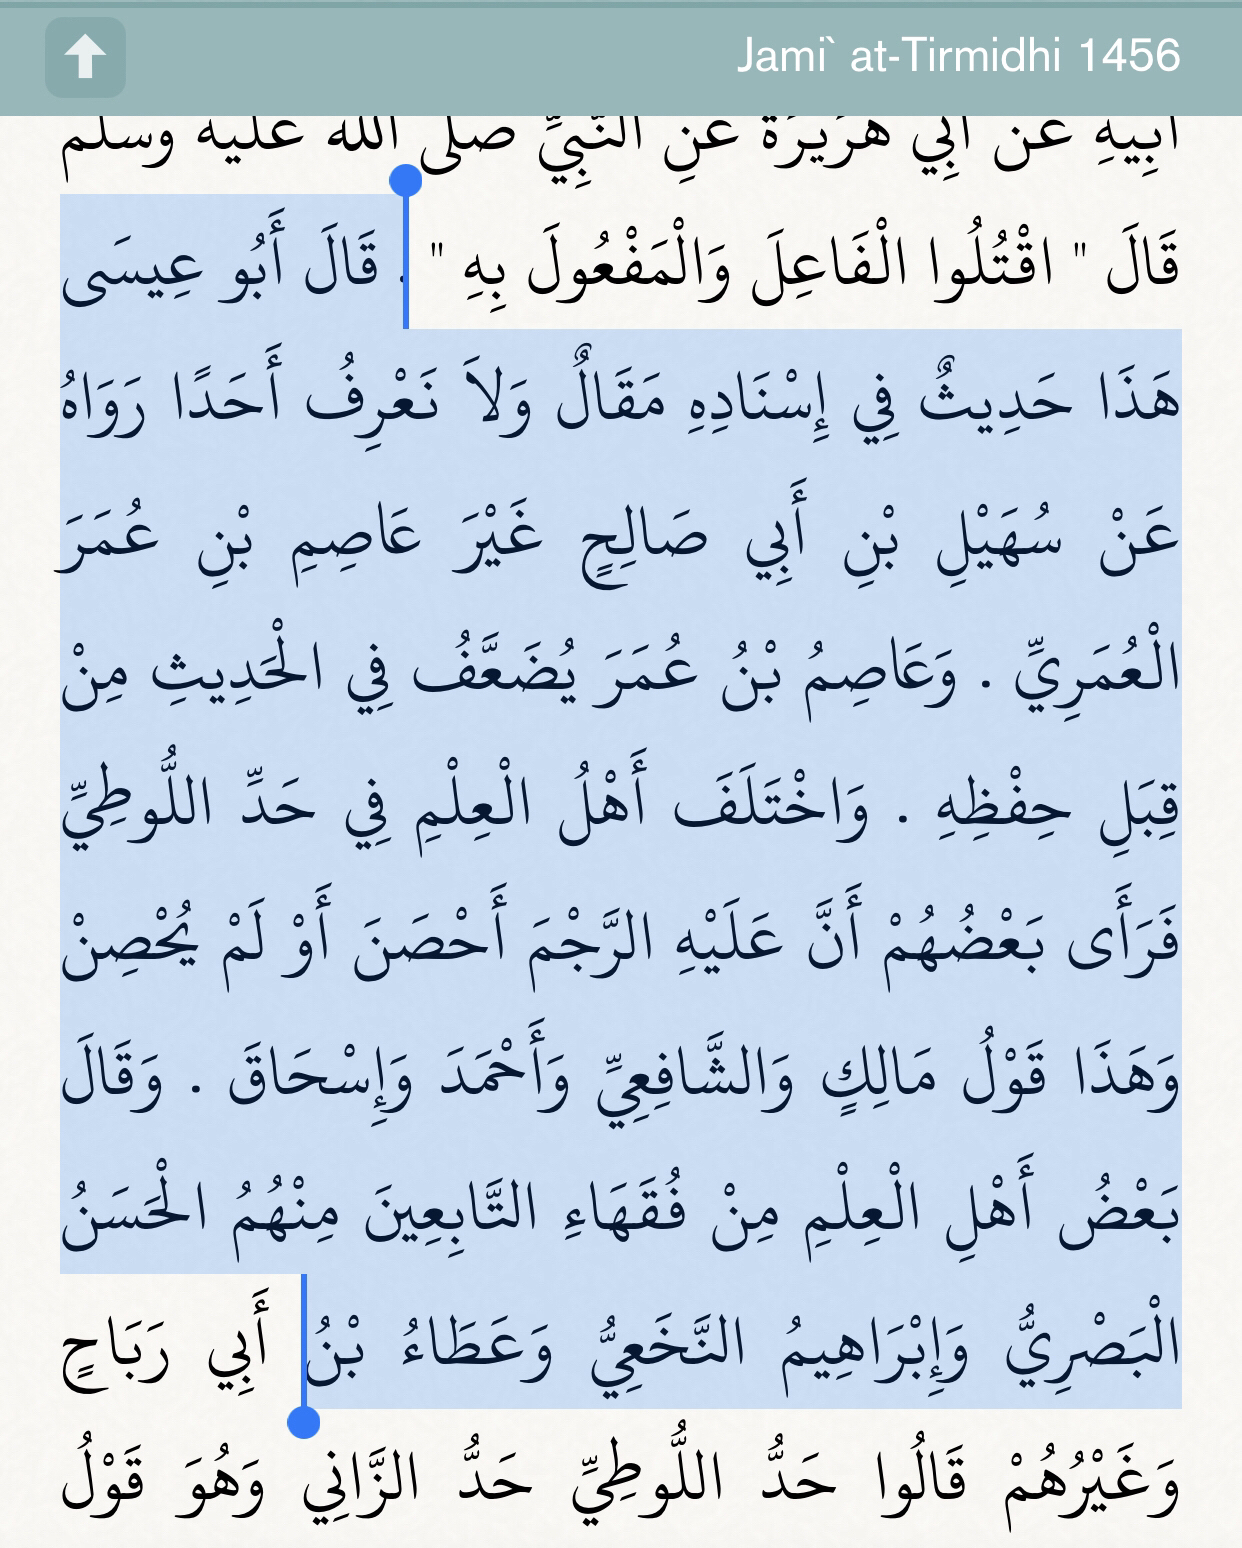 Jami` at-Tirmidhi 1456
أَبِيهِ عَنْ أَبِي هُرَيْرَةَ عَنِ النَّبِيِّ صلى الله عليه وسلم
قَالَ " اقْتُلُوا الْفَاعِلَ وَالْمَفْعُولَ بِهِ " . قَالَ أَبُو عِيسَى
هَذَا حَدِيثٌ فِي إِسْنَادِهِ مَقَالٌ وَلاَ نَعْرِفُ أَحَدًا رَوَاهُ
عَنْ سُهَيْلِ بْنِ أَبِي صَالِحٍ غَيْرَ عَاصِمِ بْنِ عُمَرَ
الْعُمَرِيِّ . وَعَاصِمُ بْنُ عُمَرَ يُضَعَّفُ فِي الْحَدِيثِ مِنْ
قِبَلِ حِفْظِهِ . وَاخْتَلَفَ أَهْلُ الْعِلْمِ فِي حَدِّ اللُّوطِيِّ
فَرَأَى بَعْضُهُمْ أَنَّ عَلَيْهِ الرَّجْمَ أَحْصَنَ أَوْ لَمْ يُحْصِنْ
وَهَذَا قَوْلُ مَالِكٍ وَالشَّافِعِيِّ وَأَحْمَدَ وَإِسْحَاقَ . وَقَالَ
بَعْضُ أَهْلِ الْعِلْمِ مِنْ فُقَهَاءِ التَّابِعِينَ مِنْهُمُ الْحَسَنُ
الْبَصْرِيُّ وَإِبْرَاهِيمُ النَّخَعِيُّ وَعَطَاءُ بْنُ أَبِي رَبَاحٍ
وَغَيْرُهُمْ قَالُوا حَدُّ اللُّوطِيِّ حَدُّ الزَّانِي وَهُوَ قَوْلُ